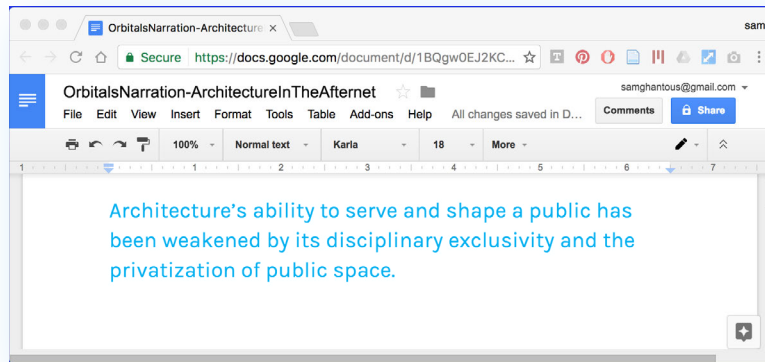 OrbitalsNarration-Architecture
sam
Secure https://docs.google.com/document/d/1BQgw0EJ2KC...
OrbitalsNarration-ArchitectureInTheAfternet
samghantous@gmail.com
File Edit View Insert Format Tools Table Add-ons Help All changes saved in D... Comments Share
100% Normal text Karla 18 More
1 1 2 3 4 5 6 7
Architecture's ability to serve and shape a public has
been weakened by its disciplinary exclusivity and the
privatization of public space.